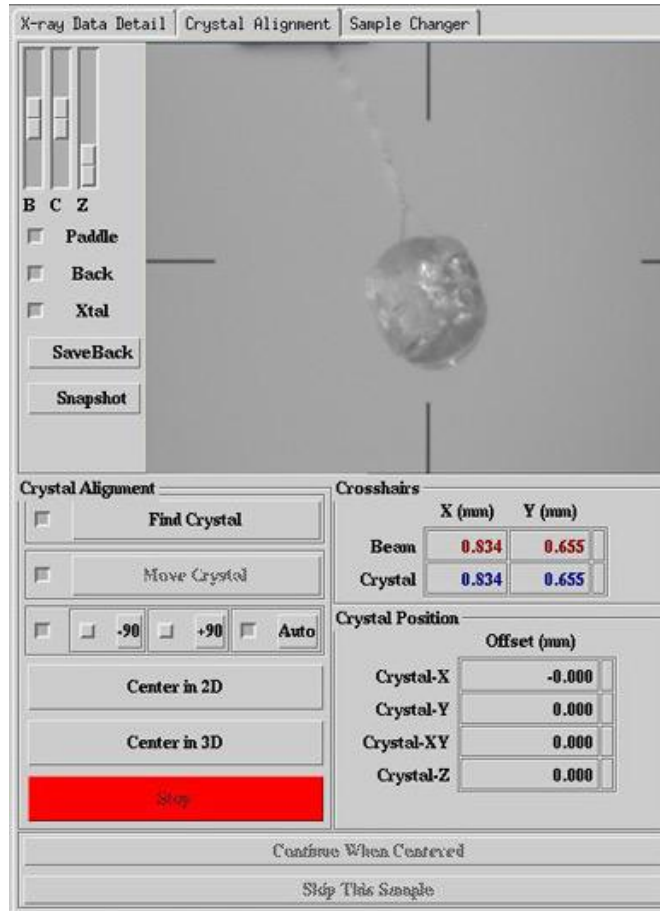 X-ray Data Detail Crystal Alignment Sample Changer
B C Z
Paddle
Back
Xtal
SaveBack
Snapshot
Crystal Alignment
Find Crystal
Move Crystal
-90 +90 Auto
Center in 2D
Center in 3D
Stop
Crosshairs
X (mm) Y (mm)
Beam 0.834 0.655
Crystal 0.834 0.655
Crystal Position
Offset (mm)
Crystal-X -0.000
Crystal-Y 0.000
Crystal-XY 0.000
Crystal-Z 0.000
Continue When Centered
Skip This Sample